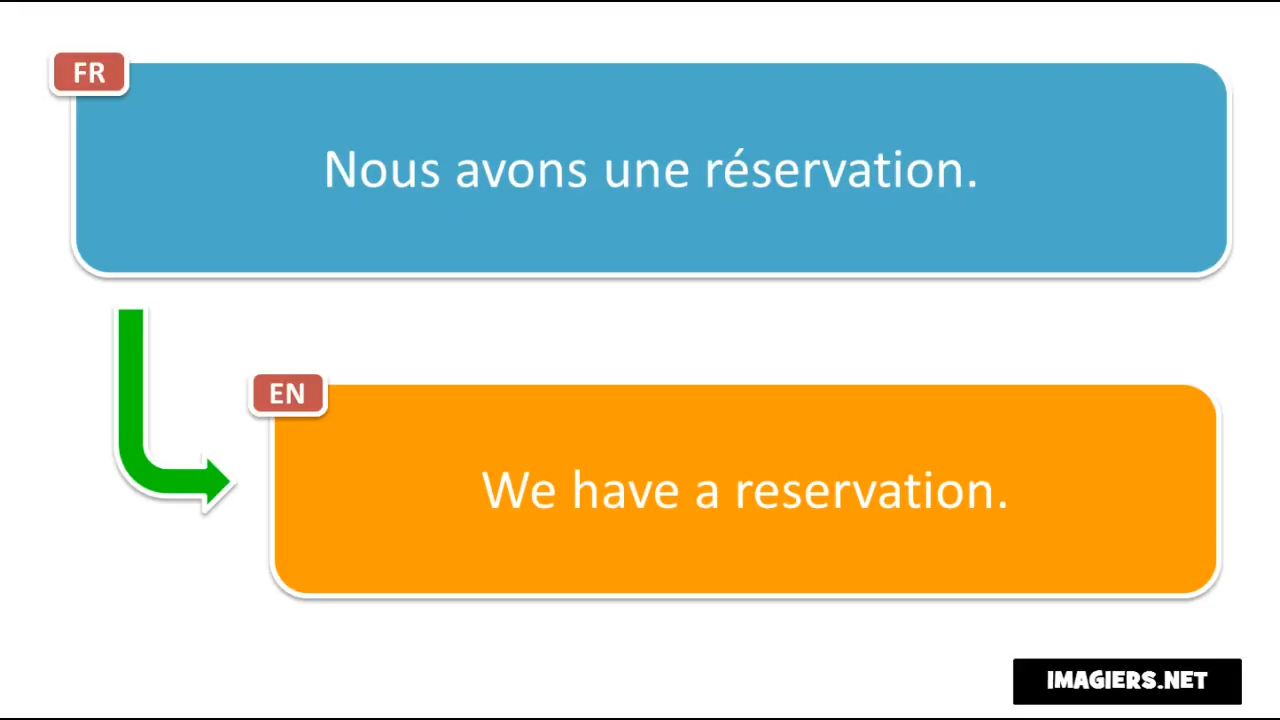 FR
Nous avons une réservation.
EN
We have a reservation.
IMAGIERS.NET